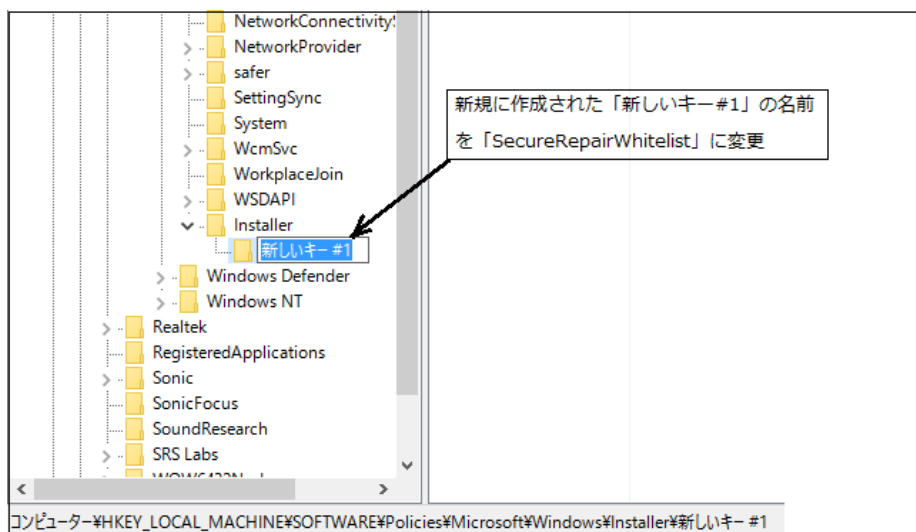 NetworkConnectivityS
NetworkProvider
safer
SettingSync
System
WcmSvc
WorkplaceJoin
WSDAPI
Installer
新しいキー #1
Windows Defender
Windows NT
Realtek
RegisteredApplications
Sonic
SonicFocus
SoundResearch
SRS Labs
新規に作成された「新しいキー#1」の名前
を「SecureRepairWhitelist」に変更
コンピューター¥HKEY_LOCAL_MACHINE¥SOFTWARE¥Policies¥Microsoft¥Windows¥Installer¥新しいキー #1